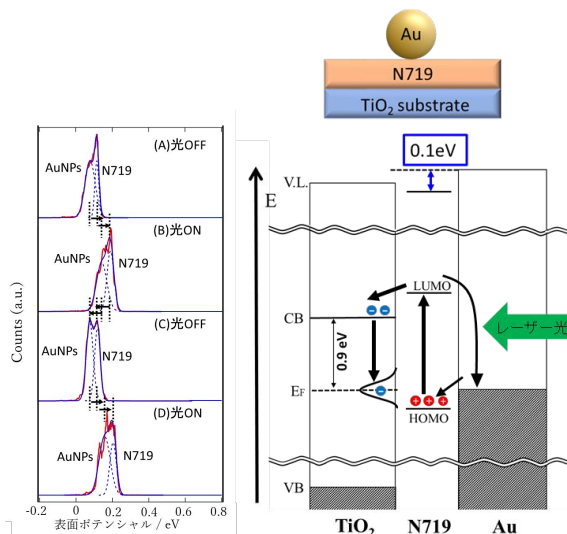 Au
N719
TiO₂ substrate
(A)光OFF
AuNPs
N719
(B)光ON
AuNPs
N719
(C)光OFF
AuNPs
N719
(D)光ON
AuNPs
N719
Counts (a.u.)
-0.2 0 0.2 0.4 0.6 0.8
表面ポテンシャル / eV
0.1eV
V.L.
E
LUMO
CB
レーザー光
0.9 eV
EF
HOMO
VB
TiO₂ N719 Au